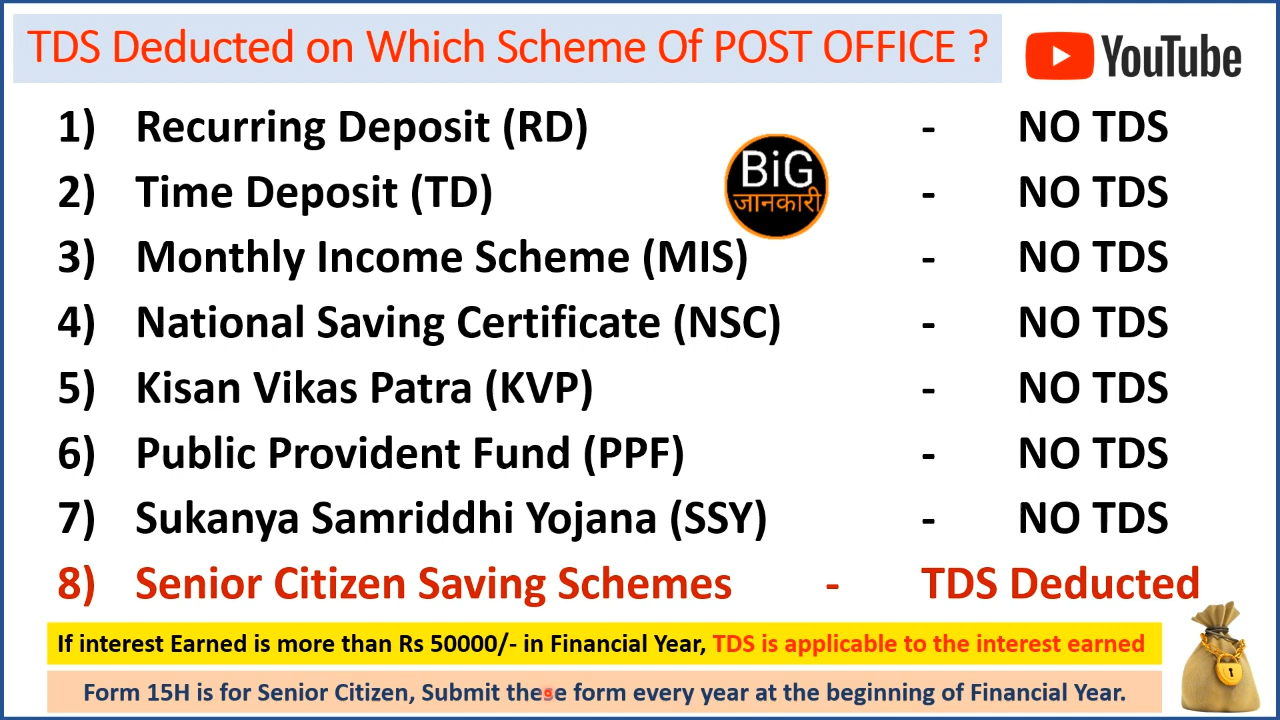 TDS Deducted on Which Scheme Of POST OFFICE ?
YouTube
1) Recurring Deposit (RD) - NO TDS
BiG
जानकारी
2) Time Deposit (TD) - NO TDS
3) Monthly Income Scheme (MIS) - NO TDS
4) National Saving Certificate (NSC) - NO TDS
5) Kisan Vikas Patra (KVP) - NO TDS
6) Public Provident Fund (PPF) - NO TDS
7) Sukanya Samriddhi Yojana (SSY) - NO TDS
8) Senior Citizen Saving Schemes - TDS Deducted
If interest Earned is more than Rs 50000/- in Financial Year, TDS is applicable to the interest earned
Form 15H is for Senior Citizen, Submit these form every year at the beginning of Financial Year.